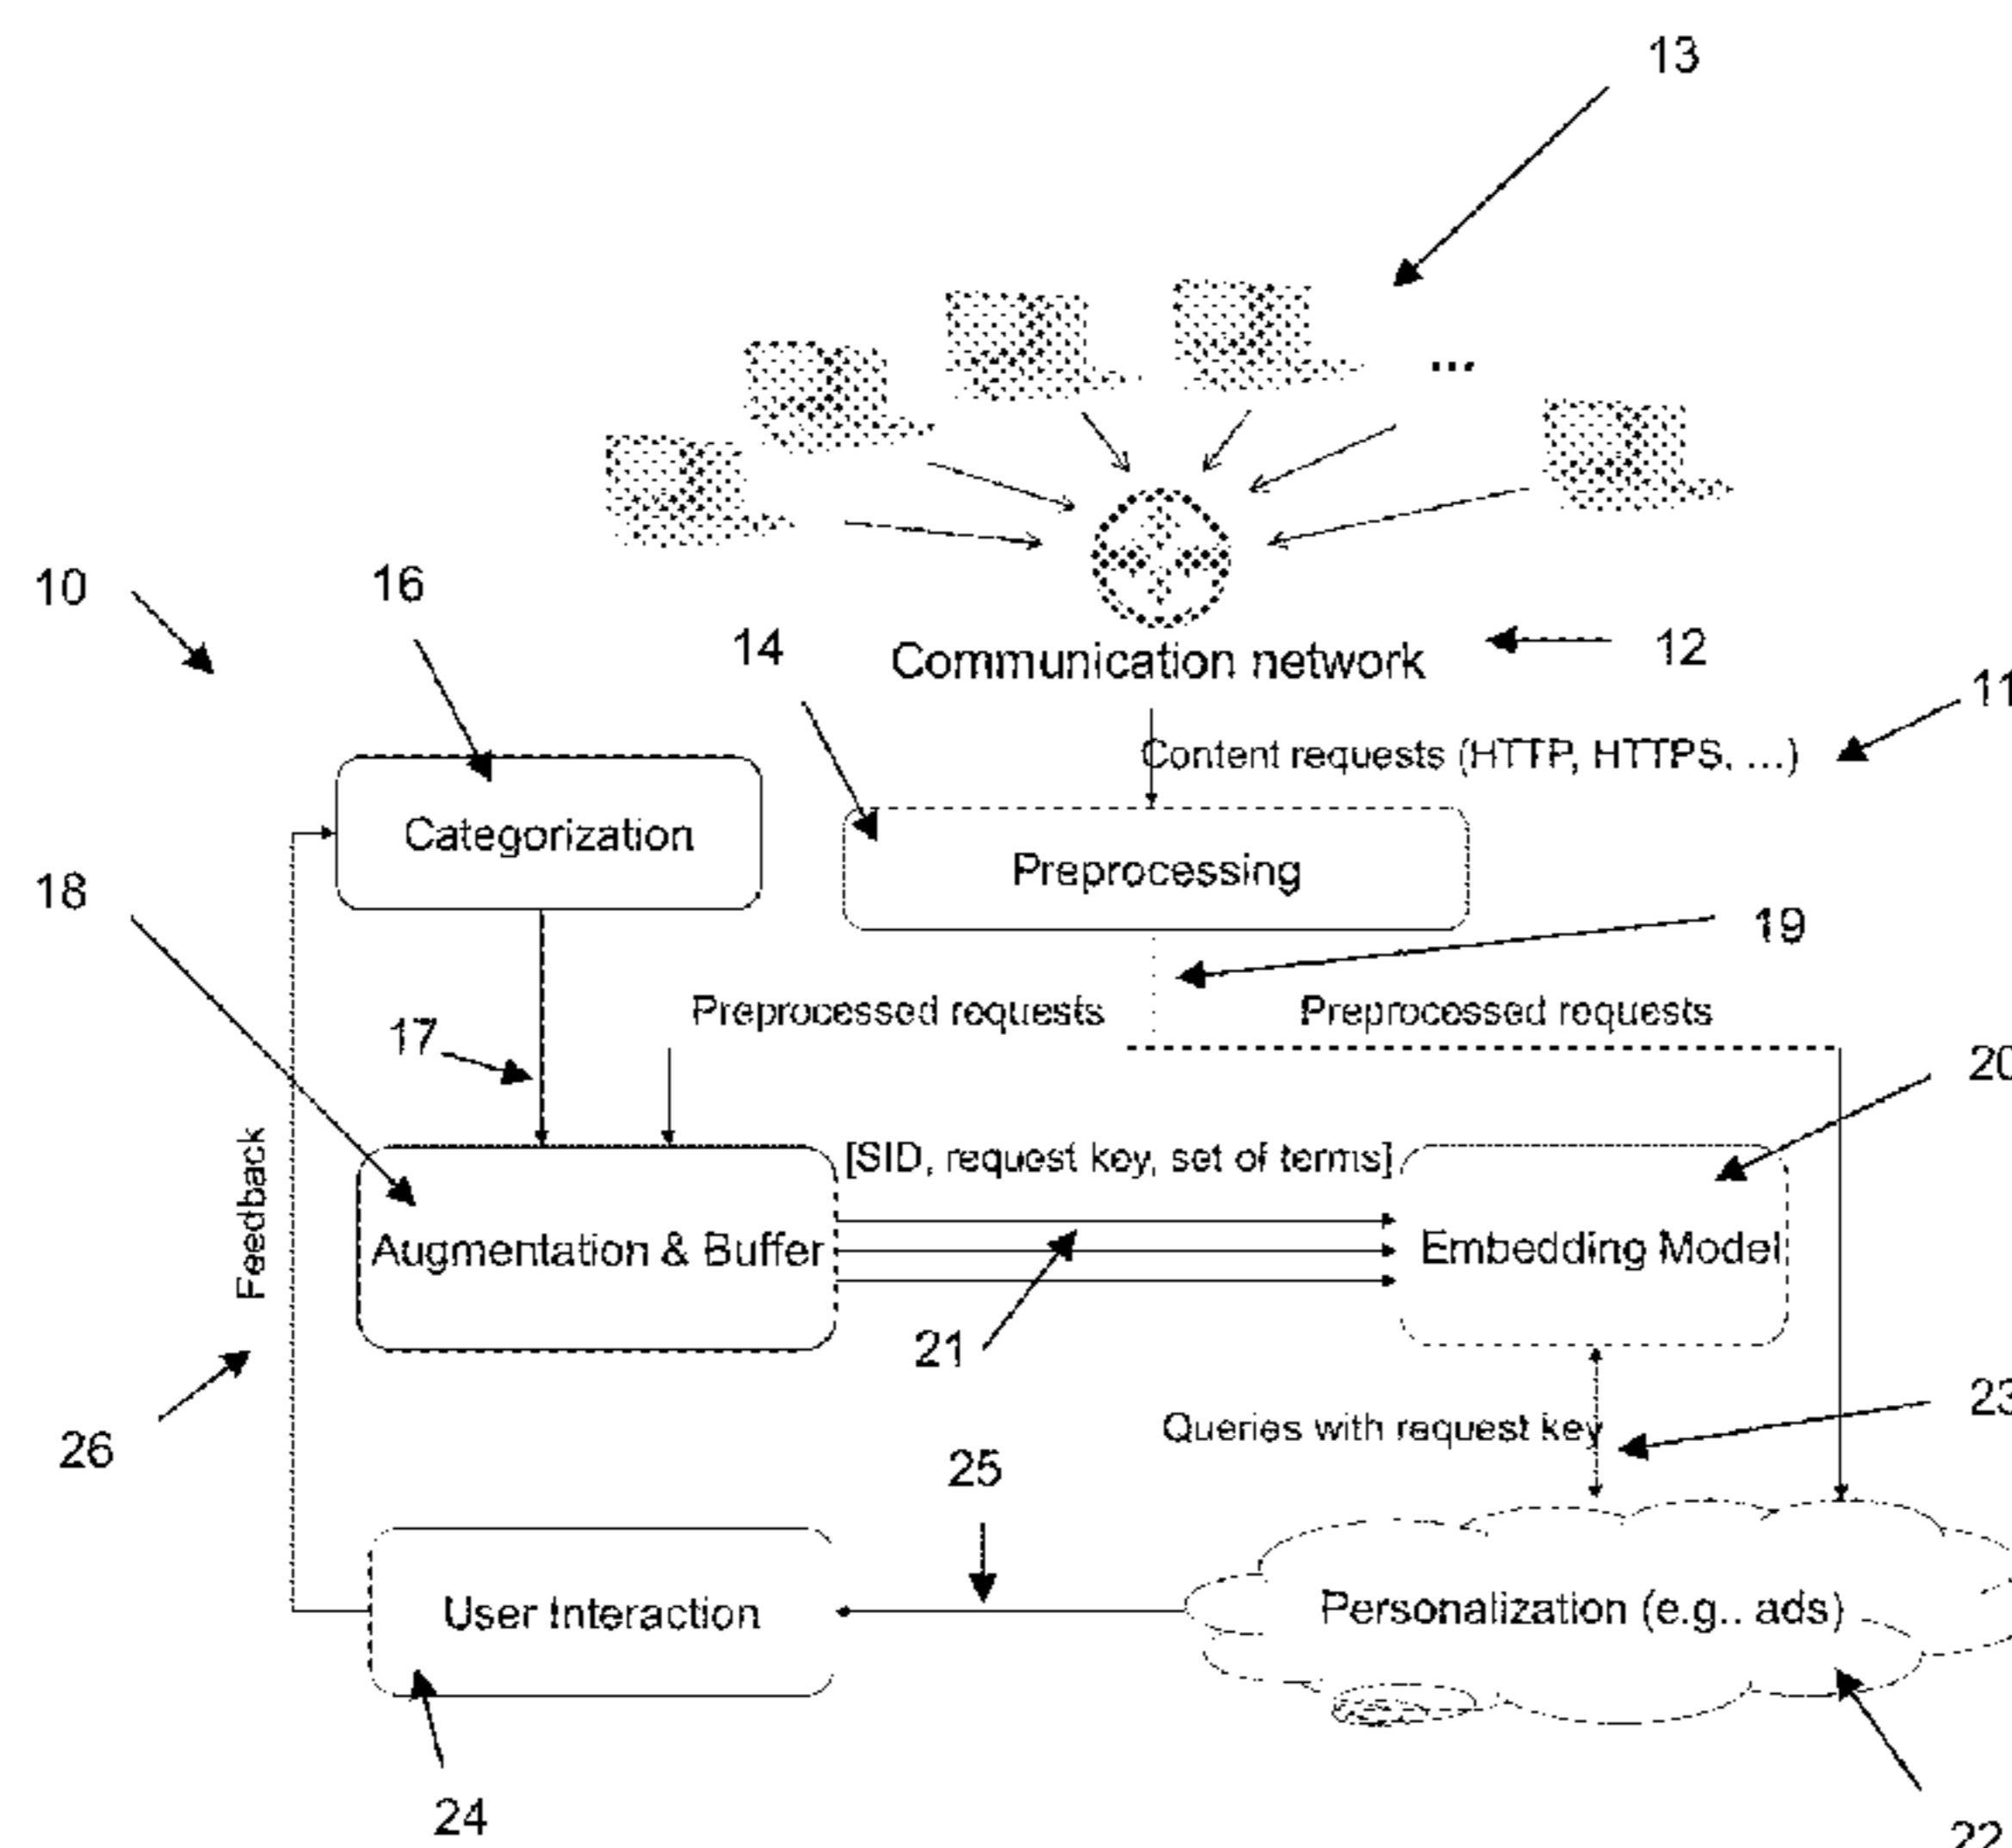 13
...
10
16
14
Communication network
12
11
Content requests (HTTP, HTTPS, ...)
Categorization
Preprocessing
18
19
Preprocessed requests
Preprocessed requests
17
20
[SID, request key, set of terms]
Feedback
Augmentation & Buffer
Embedding Model
21
26
23
Queries with request key
25
User Interaction
Personalization (e.g.. ads)
24
22